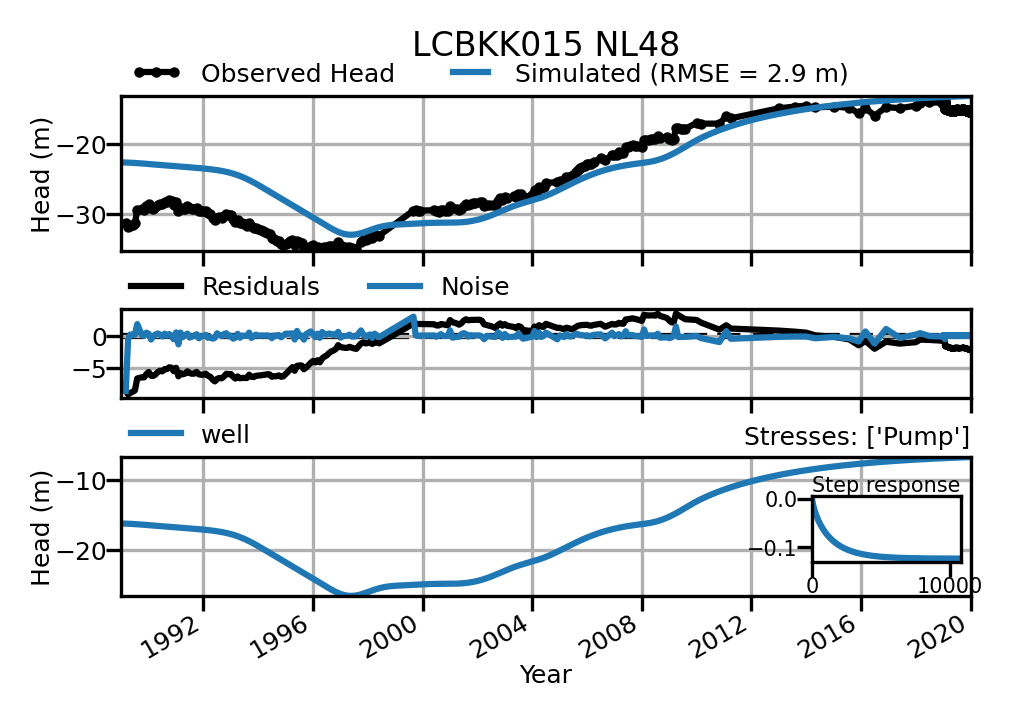 LCBKK015 NL48
Observed Head Simulated (RMSE = 2.9 m)
Head (m)
−20
−30
Residuals Noise
0
−5
well Stresses: ['Pump']
Head (m)
−10
−20
Step response
0.0
−0.1
0 10000
1992 1996 2000 2004 2008 2012 2016 2020
Year